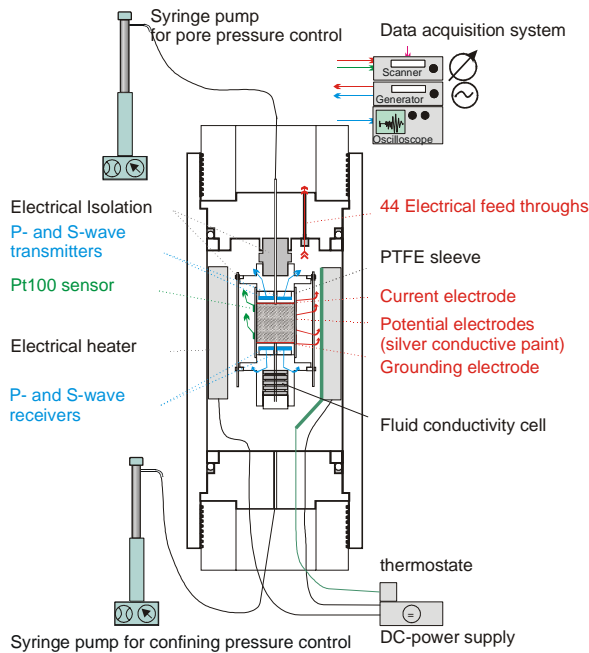 Syringe pump
for pore pressure control
Data acquisition system
Scanner
Generator
Oscilloscope
Electrical Isolation
P- and S-wave
transmitters
Pt100 sensor
Electrical heater
P- and S-wave
receivers
44 Electrical feed throughs
PTFE sleeve
Current electrode
Potential electrodes
(silver conductive paint)
Grounding electrode
Fluid conductivity cell
thermostate
=
DC-power supply
Syringe pump for confining pressure control